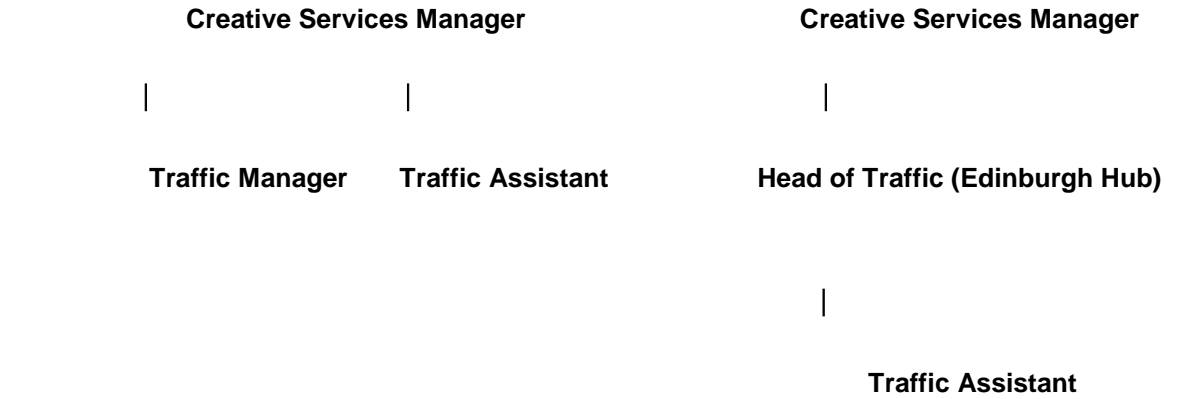 Creative Services Manager Creative Services Manager
| | |
Traffic Manager Traffic Assistant Head of Traffic (Edinburgh Hub)
|
Traffic Assistant